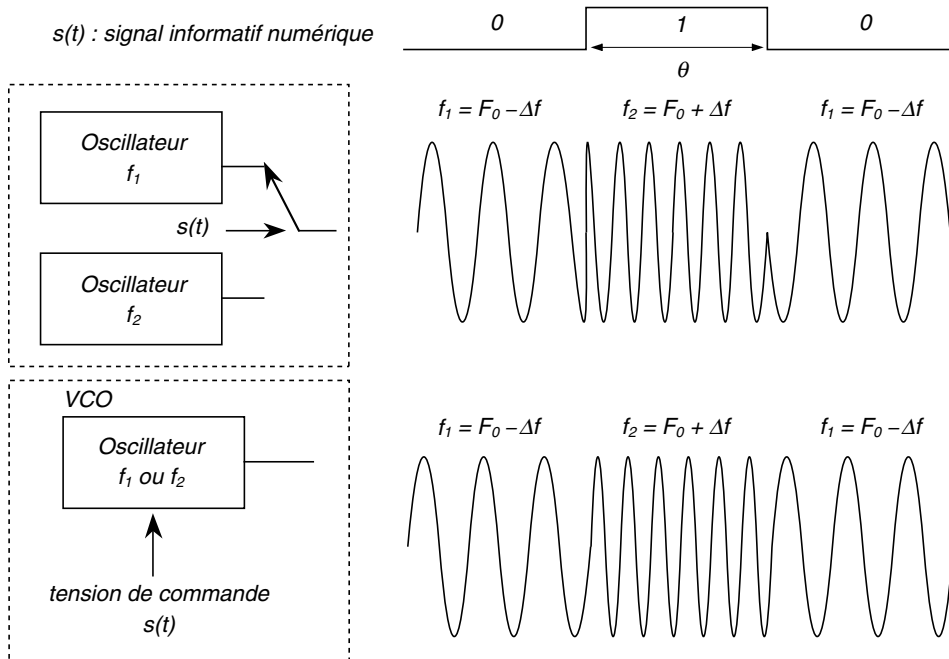 s(t) : signal informatif numérique
0 1 0
θ
Oscillateur
f₁
s(t)
Oscillateur
f₂
f₁ = F₀ – Δf f₂ = F₀ + Δf f₁ = F₀ – Δf
VCO
Oscillateur
f₁ ou f₂
tension de commande
s(t)
f₁ = F₀ – Δf f₂ = F₀ + Δf f₁ = F₀ – Δf